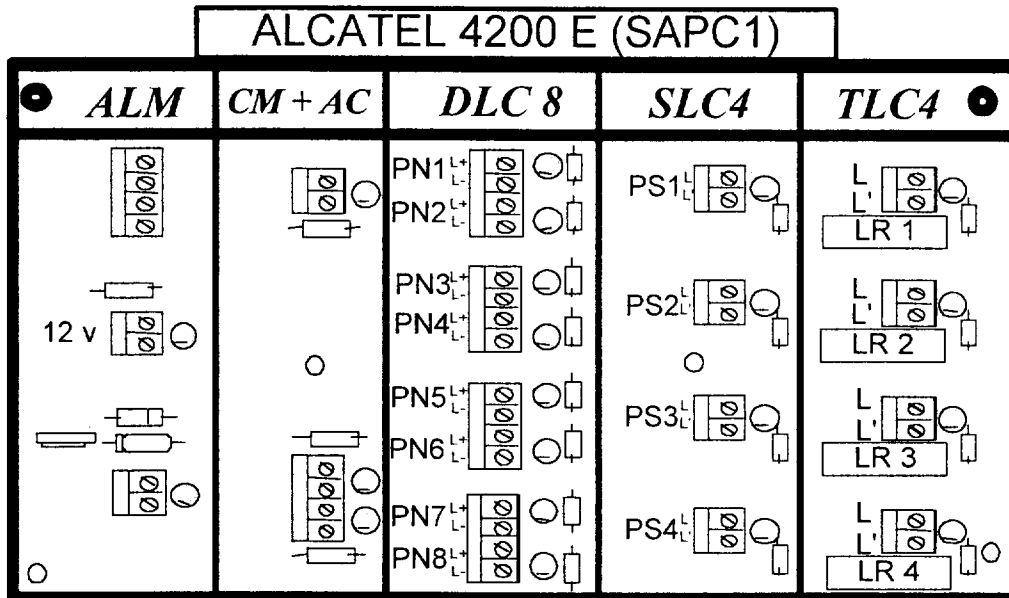 ALCATEL 4200 E (SAPC1)
ALM
CM + AC
DLC 8
SLC4
TLC4
12 v
PN1 L+
L-
PN2 L+
L-
PN3 L+
L-
PN4 L+
L-
PN5 L+
L-
PN6 L+
L-
PN7 L+
L-
PN8 L+
L-
PS1 L
L'
PS2 L
L'
PS3 L
L'
PS4 L
L'
L
L'
LR 1
L
L'
LR 2
L
L'
LR 3
L
L'
LR 4